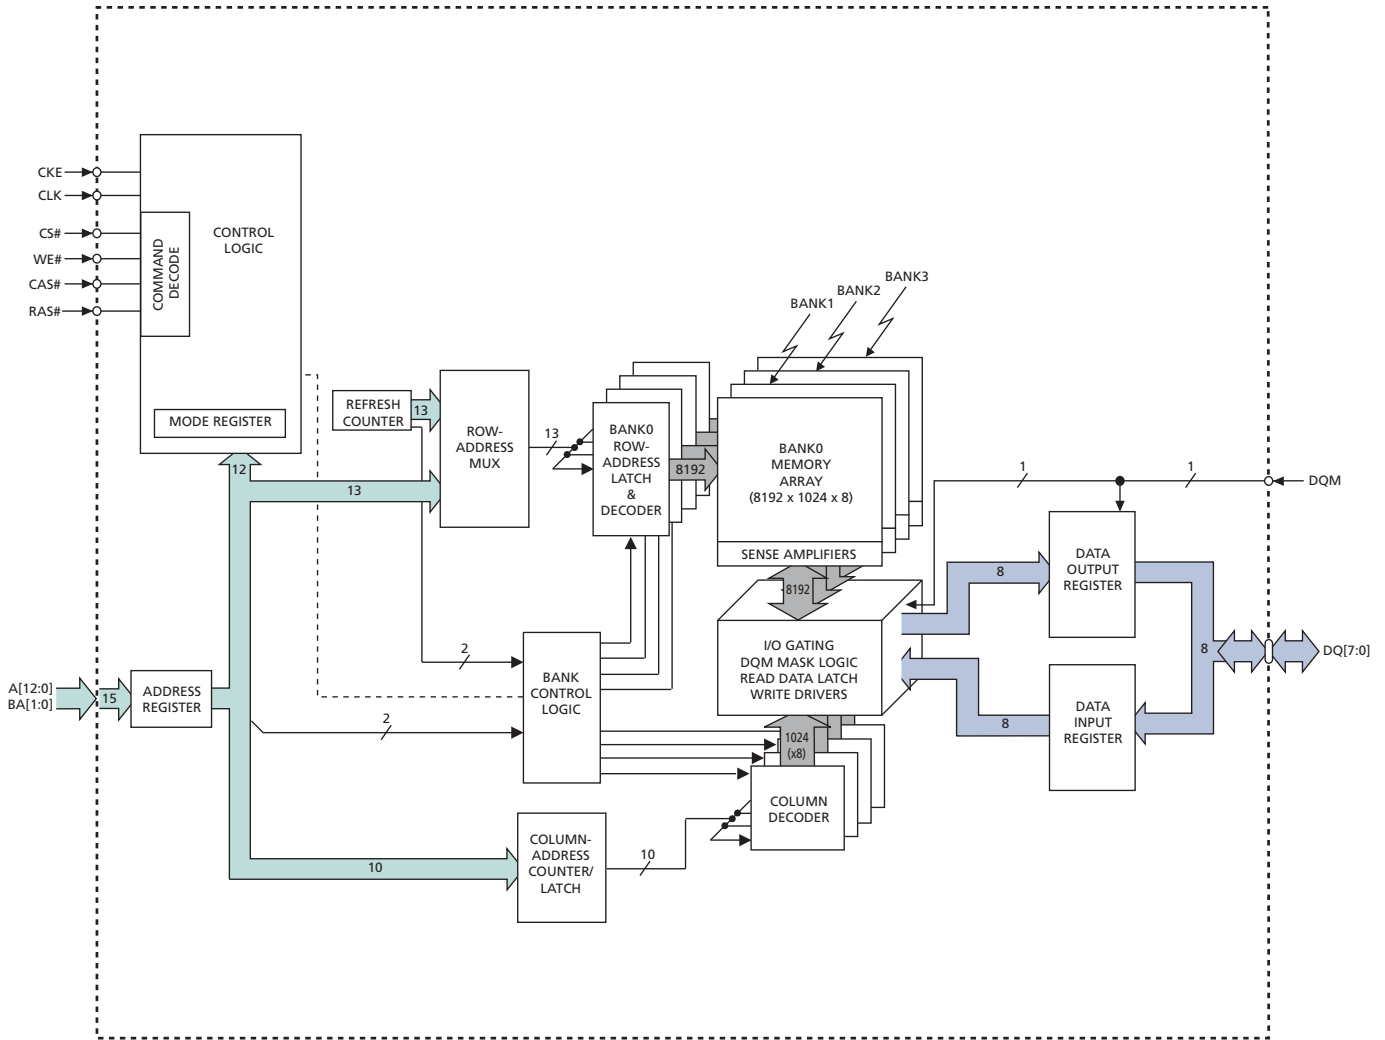 CKE
CLK
CS#
WE#
CAS#
RAS#
COMMAND
DECODE
CONTROL
LOGIC
MODE REGISTER
12
REFRESH
COUNTER
13
13
ROW-
ADDRESS
MUX
13
BANK0
ROW-
ADDRESS
LATCH
&
DECODER
8192
BANK1
BANK2
BANK3
BANK0
MEMORY
ARRAY
(8192 x 1024 x 8)
SENSE AMPLIFIERS
8192
I/O GATING
DQM MASK LOGIC
READ DATA LATCH
WRITE DRIVERS
1024
(x8)
COLUMN
DECODER
1
1
DQM
DATA
OUTPUT
REGISTER
8
8
DQ[7:0]
8
DATA
INPUT
REGISTER
A[12:0]
BA[1:0]
15
ADDRESS
REGISTER
2
2
BANK
CONTROL
LOGIC
10
COLUMN-
ADDRESS
COUNTER/
LATCH
10